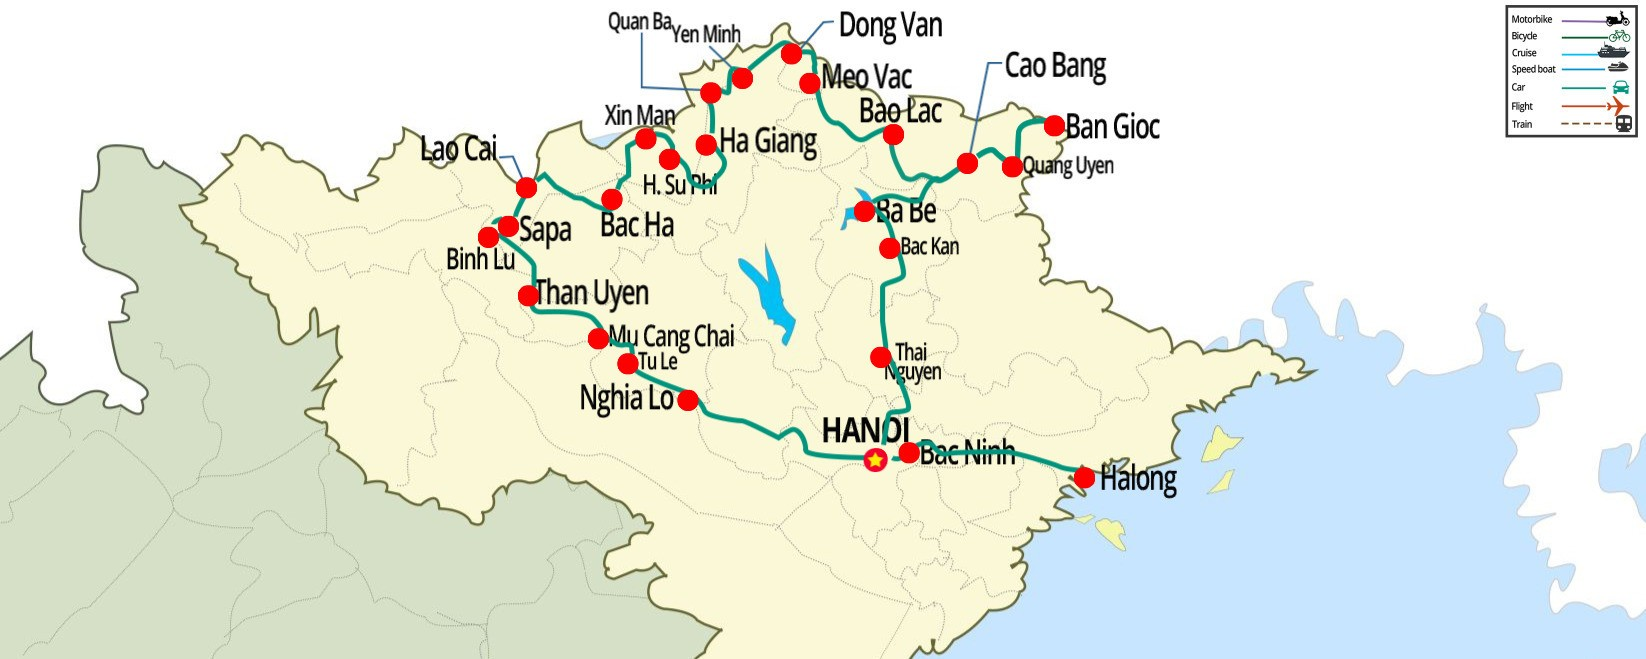 Quan Ba
Yen Minh
Dong Van
Motorbike
Bicycle
Cruise
Speed boat
Car
Flight
Train
Cao Bang
Meo Vac
Xin Man
Bao Lac
Ban Gioc
Lao Cai
Ha Giang
Quang Uyen
H. Su Phi
Bac Ha
Ba Be
Sapa
Bac Kan
Binh Lu
Than Uyen
Mu Cang Chai
Tu Le
Thai
Nguyen
Nghia Lo
HANOI
Bac Ninh
Halong